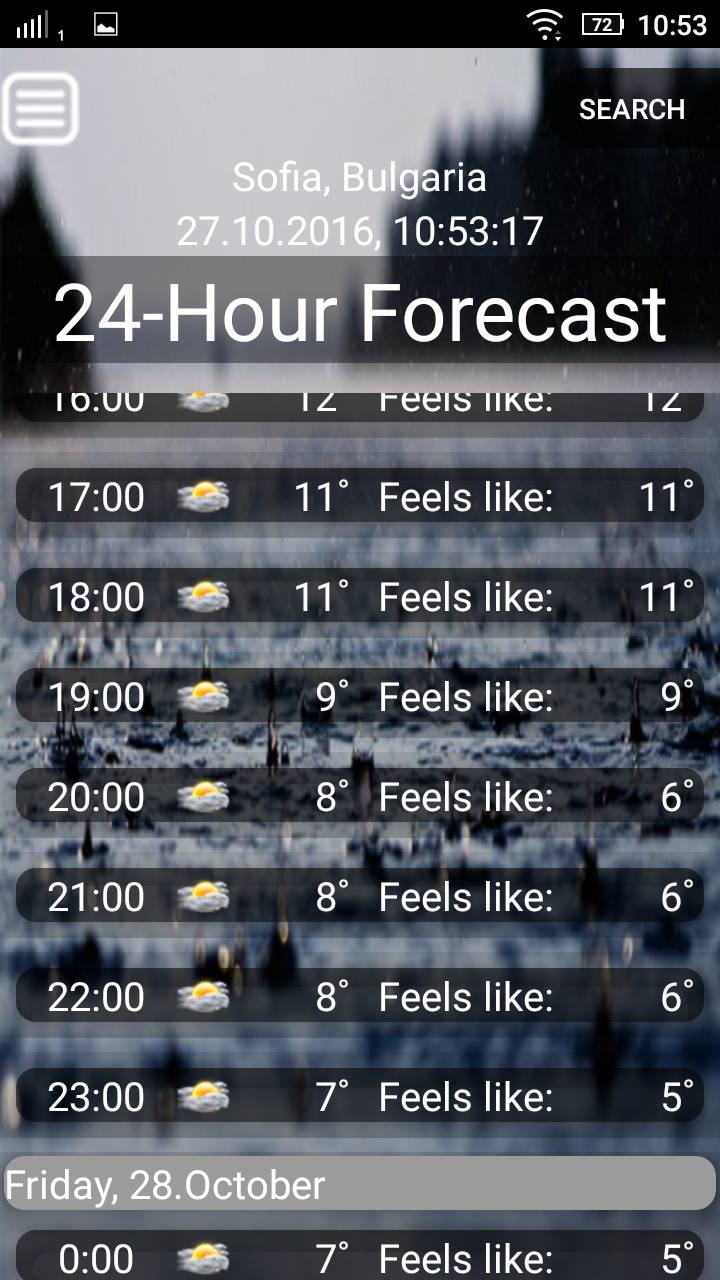 1 72 10:53
SEARCH
Sofia, Bulgaria
27.10.2016, 10:53:17
24-Hour Forecast
16:00 12 Feels like: 12
17:00 11° Feels like: 11°
18:00 11° Feels like: 11°
19:00 9° Feels like: 9°
20:00 8° Feels like: 6°
21:00 8° Feels like: 6°
22:00 8° Feels like: 6°
23:00 7° Feels like: 5°
Friday, 28.October
0:00 7° Feels like: 5°